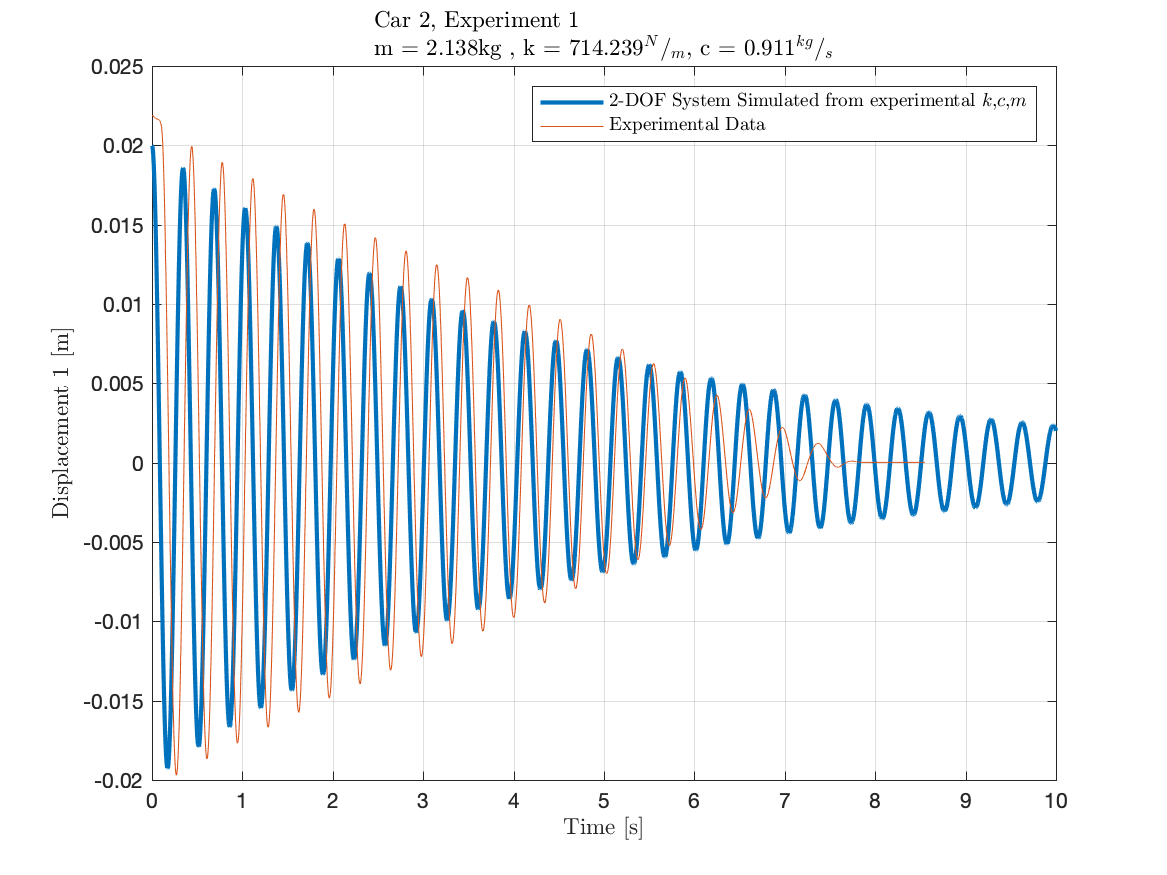 Car 2, Experiment 1
m = 2.138kg , k = 714.239N/m, c = 0.911kg/s
2-DOF System Simulated from experimental k,c,m
Experimental Data
Displacement 1 [m]
0.025
0.02
0.015
0.01
0.005
0
-0.005
-0.01
-0.015
-0.02
0 1 2 3 4 5 6 7 8 9 10
Time [s]